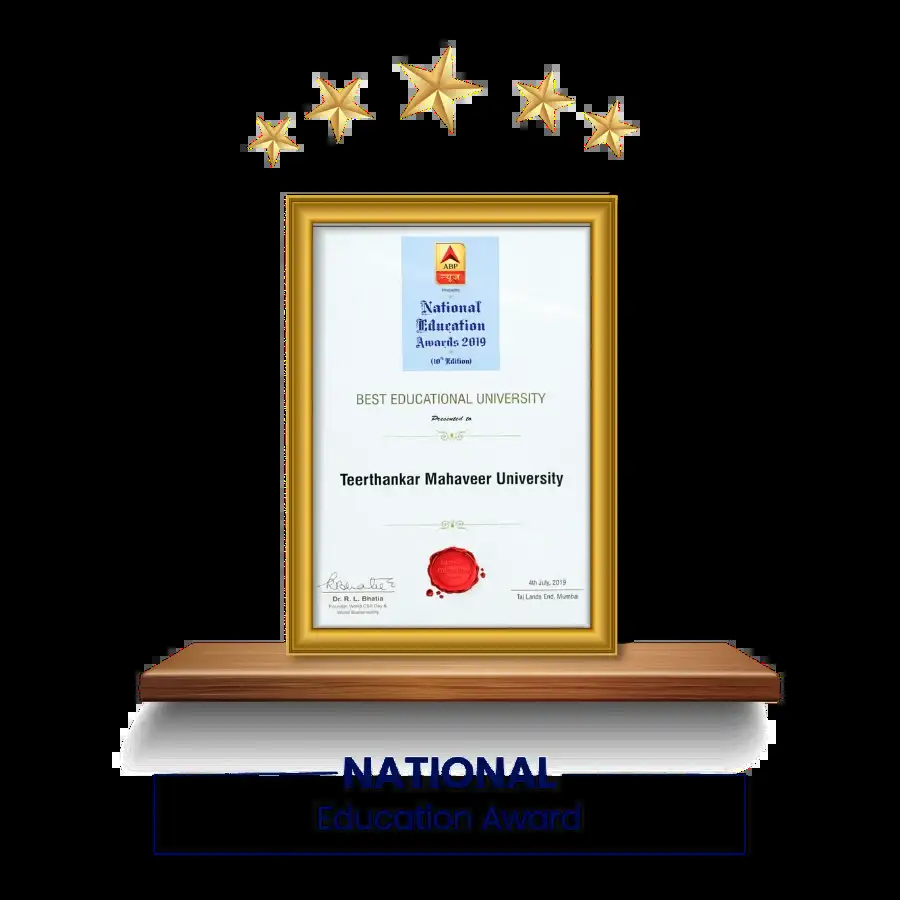 ABP
न्यूज़
Presents
National
Education
Awards 2019
(10th Edition)
BEST EDUCATIONAL UNIVERSITY
Presented to
Teerthankar Mahaveer University
4th July, 2019
Dr. R. L. Bhatia
Taj Lands End, Mumbai
Founder, World CSR Day &
World Sustainability
NATIONAL
Education Award